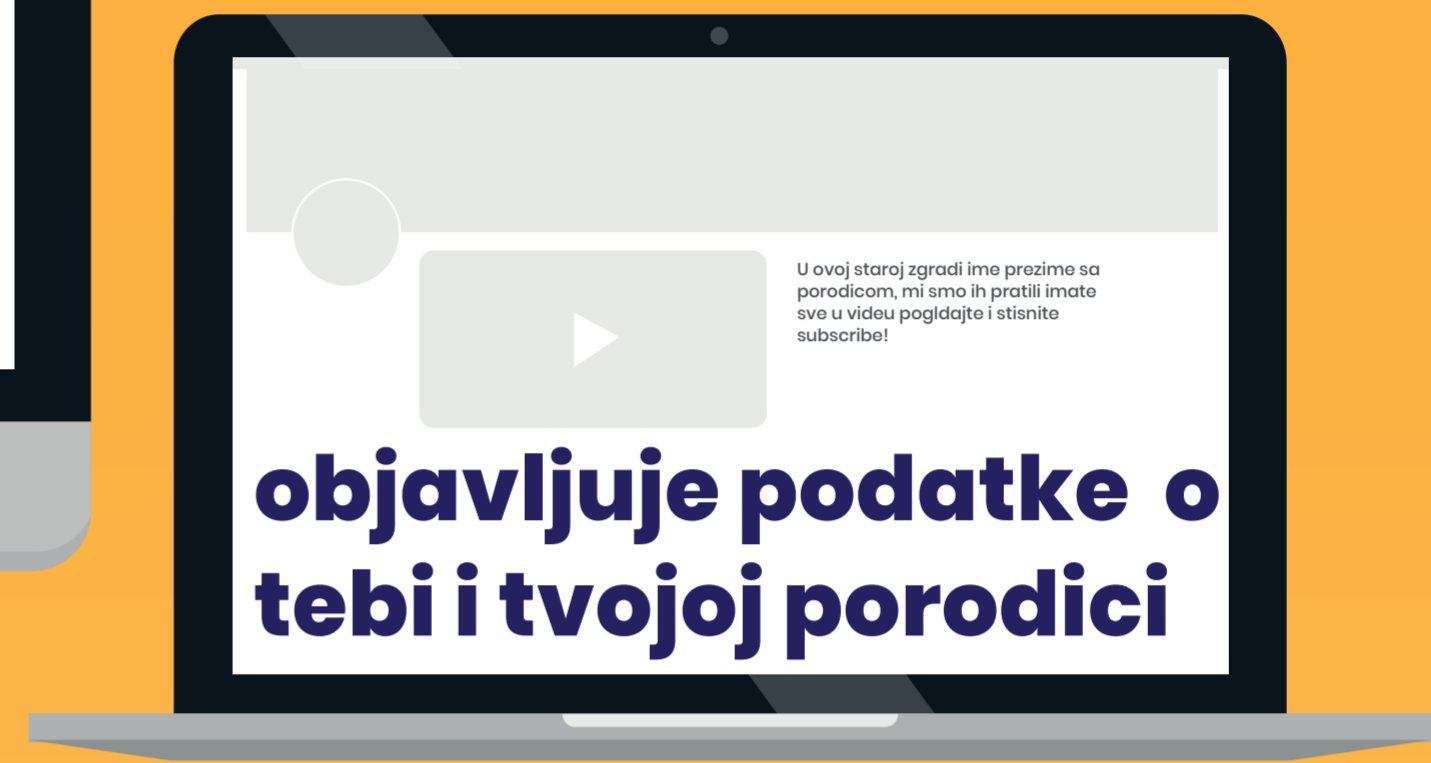 U ovoj staroj zgradi ime prezime sa
porodicom, mi smo ih pratili imate
sve u videu pogldajte i stisnite
subscribe!
objavljuje podatke o
tebi i tvojoj porodici